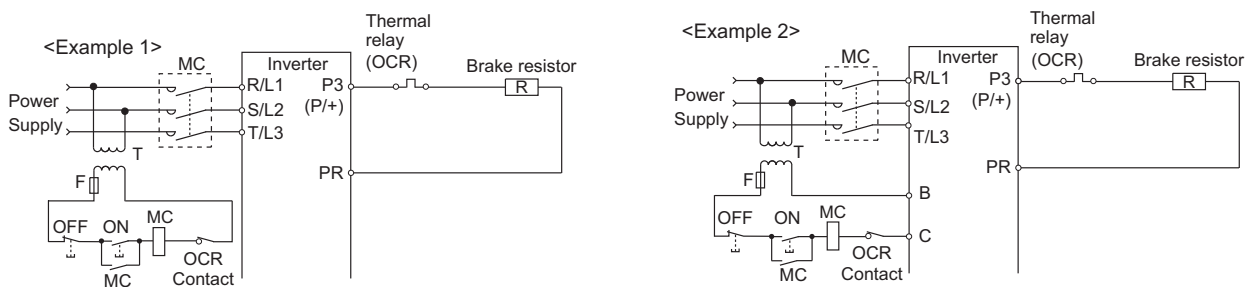 <Example 1>
MC
Power
Supply
T
F
OFF
ON
MC
MC
OCR
Contact
Inverter
R/L1
S/L2
T/L3
P3
(P/+)
PR
Thermal
relay
(OCR)
Brake resistor
R
<Example 2>
MC
Power
Supply
T
F
OFF
ON
MC
MC
OCR
Contact
Inverter
R/L1
S/L2
T/L3
B
C
P3
(P/+)
PR
Thermal
relay
(OCR)
Brake resistor
R